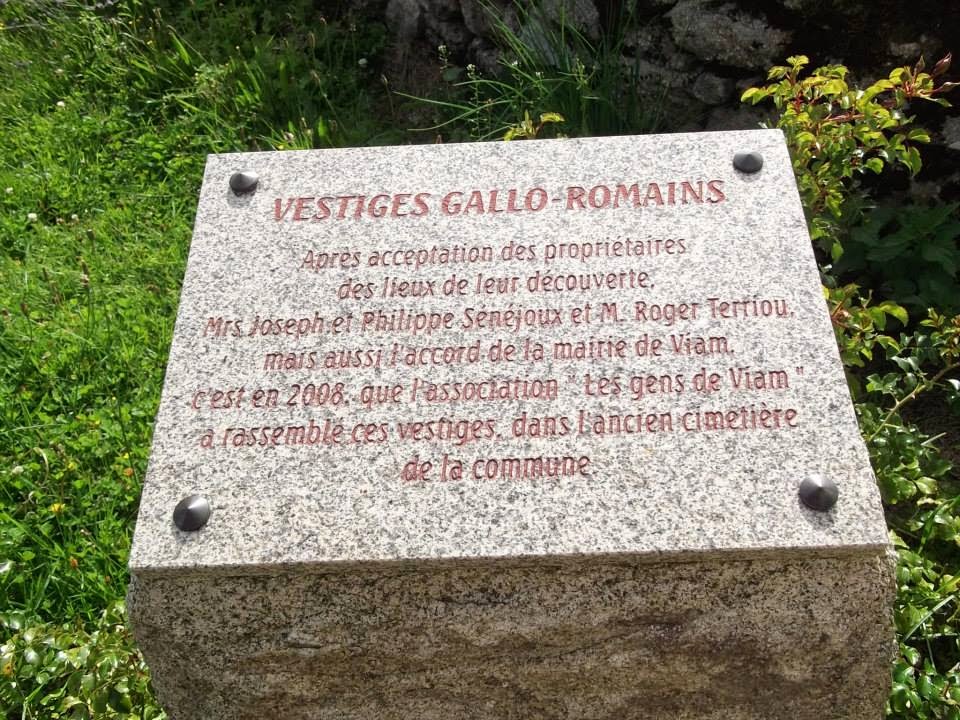 VESTIGES GALLO-ROMAINS
Après acceptation des propriétaires
des lieux de leur découverte,
Mrs. Joseph et Philippe Sénéjoux et M. Roger Terriou,
mais aussi l'accord de la mairie de Viam,
c'est en 2008, que l'association " Les gens de Viam "
a rassemblé ces vestiges, dans l'ancien cimetière
de la commune